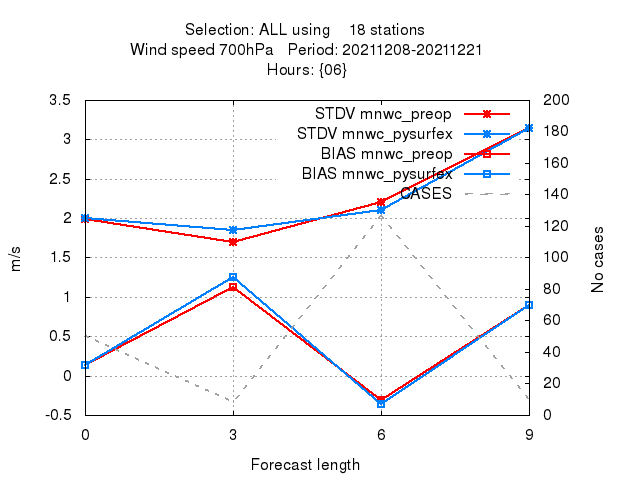 Selection: ALL using    18 stations
Wind speed 700hPa   Period: 20211208-20211221
Hours: {06}
3.5
3
2.5
2
1.5
1
0.5
0
-0.5
m/s
200
180
160
140
120
100
80
60
40
20
0
No cases
STDV mnwc_preop
STDV mnwc_pysurfex
BIAS mnwc_preop
BIAS mnwc_pysurfex
CASES
0 3 6 9
Forecast length